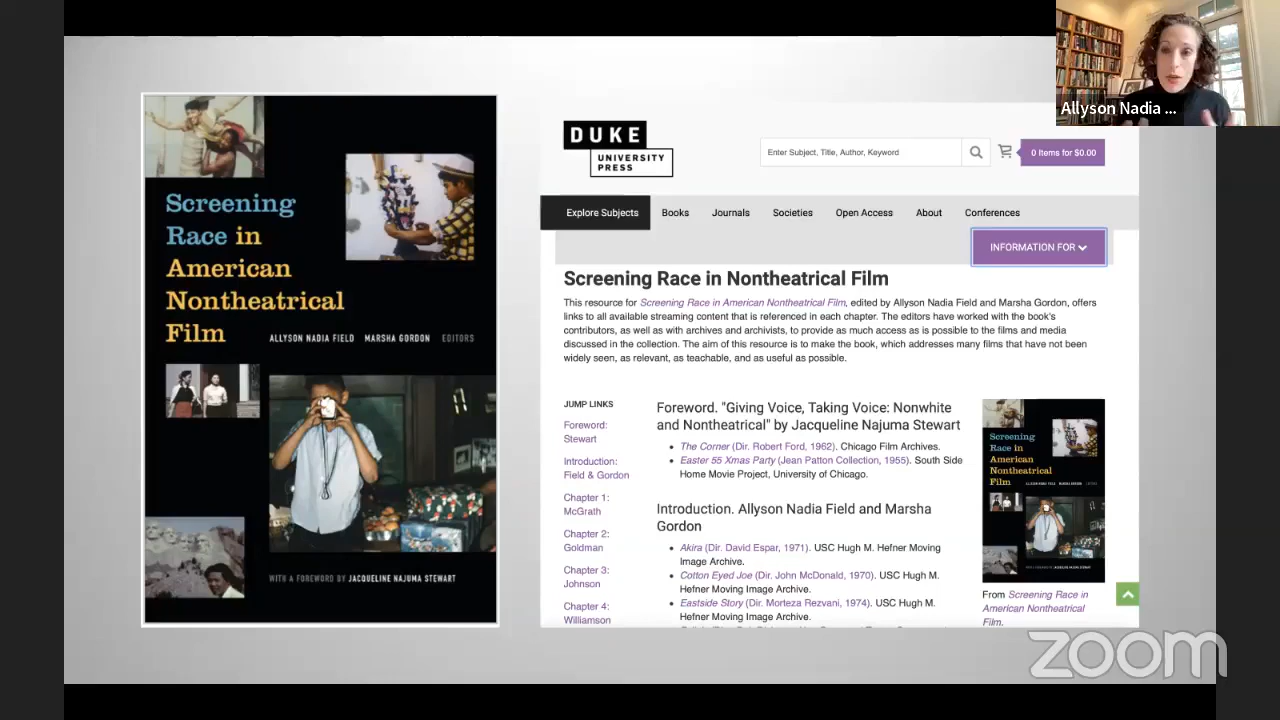 Screening
Race in
American
Nontheatrical
Film
ALLYSON NADIA FIELD MARSHA GORDON EDITORS
WITH A FOREWORD BY JACQUELINE NAJUMA STEWART
DUKE
UNIVERSITY
PRESS
Enter Subject, Title, Author, Keyword
0 Items for $0.00
Explore Subjects Books Journals Societies Open Access About Conferences
INFORMATION FOR
Screening Race in Nontheatrical Film
This resource for Screening Race in American Nontheatrical Film, edited by Allyson Nadia Field and Marsha Gordon, offers
links to all available streaming content that is referenced in each chapter. The editors have worked with the book's
contributors, as well as with archives and archivists, to provide as much access as is possible to the films and media
discussed in the collection. The aim of this resource is to make the book, which addresses many films that have not been
widely seen, as relevant, as teachable, and as useful as possible.
JUMP LINKS
Foreword:
Stewart
Introduction:
Field & Gordon
Chapter 1:
McGrath
Chapter 2:
Goldman
Chapter 3:
Johnson
Chapter 4:
Williamson
Foreword. "Giving Voice, Taking Voice: Nonwhite
and Nontheatrical" by Jacqueline Najuma Stewart
• The Corner (Dir. Robert Ford, 1962). Chicago Film Archives.
• Easter 55 Xmas Party (Jean Patton Collection, 1955). South Side
Home Movie Project, University of Chicago.
Introduction. Allyson Nadia Field and Marsha
Gordon
• Akira (Dir. David Espar, 1971). USC Hugh M. Hefner Moving
Image Archive.
• Cotton Eyed Joe (Dir. John McDonald, 1970). USC Hugh M.
Hefner Moving Image Archive.
• Eastside Story (Dir. Morteza Rezvani, 1974). USC Hugh M.
Hefner Moving Image Archive.
Screening
Race in
American
Nontheatrical
Film
From Screening Race in
American Nontheatrical
Film.
Allyson Nadia ...
zoom